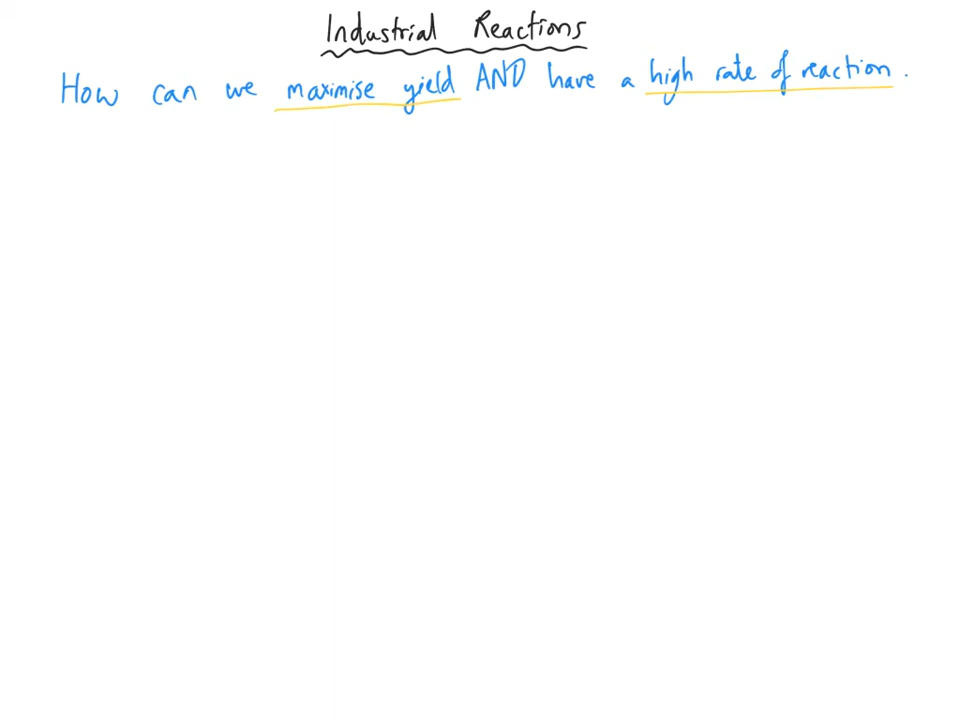 Industrial Reactions
How can we maximise yield AND have a high rate of reaction.